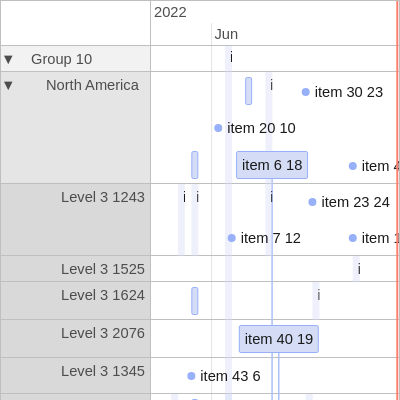 2022
Jun
▼ Group 10 i
▼ North America i item 30 23
item 20 10
item 6 18 item 4
Level 3 1243 i i i item 23 24
item 7 12 item 1
Level 3 1525 i
Level 3 1624 i
Level 3 2076 item 40 19
Level 3 1345 item 43 6